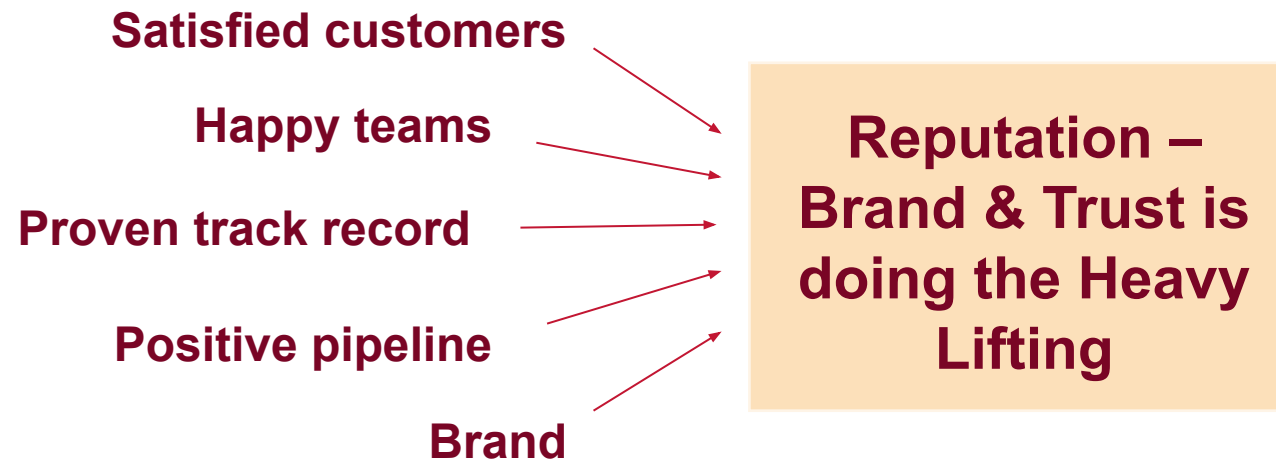 Satisfied customers
Happy teams
Proven track record
Positive pipeline
Brand
Reputation –
Brand & Trust is
doing the Heavy
Lifting